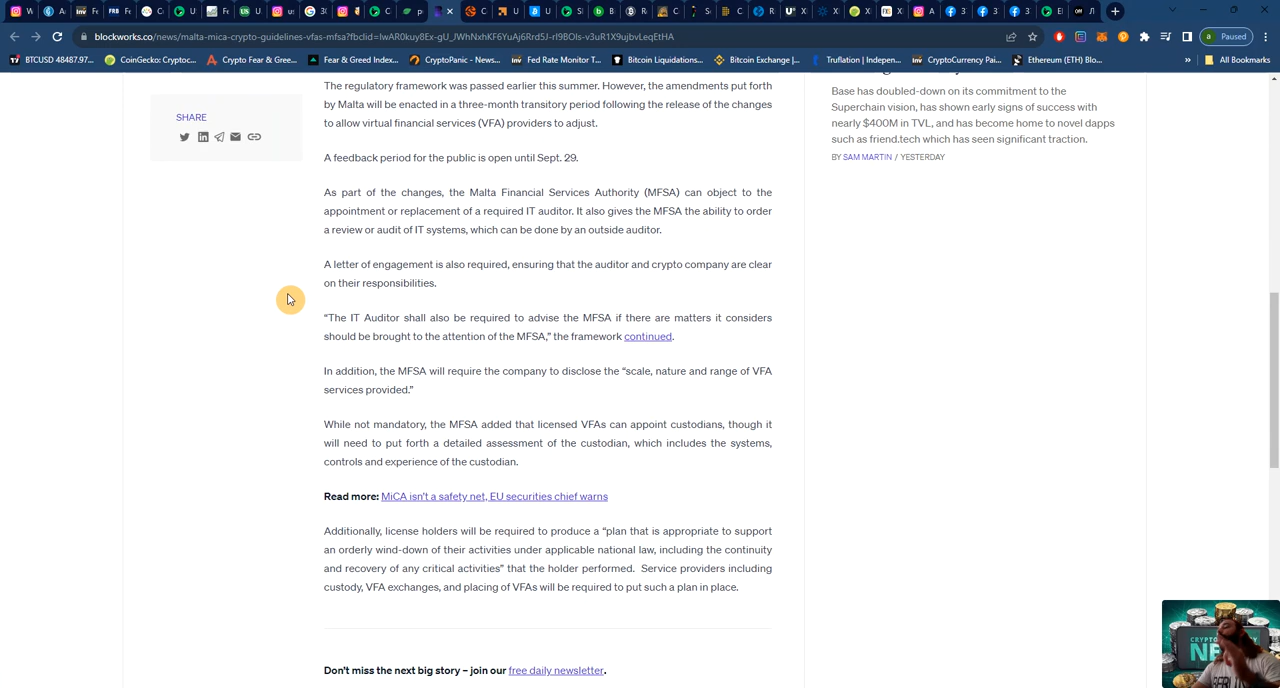 W
A
Fe
FRB Fe
C
U
Fe
US U
u
G 3
C
p
C
U
U
S
B B
R
C
S
C
R
U X
X
X
FXS X
A
3
3
3
E
off Л
blockworks.co/news/malta-mica-crypto-guidelines-vfas-mfsa?fbclid=IwAR0kuy8Ex-gU_JWhNxhKF6YuAj6Rrd5J-rI9BOIs-v3uR1X9ujbvLeqEtHA
a Paused
BTCUSD 48487.97...
CoinGecko: Cryptoc...
Crypto Fear & Gree...
Fear & Greed Index...
CryptoPanic - News...
Inv Fed Rate Monitor T...
Bitcoin Liquidations...
Bitcoin Exchange |...
Truflation | Indepen...
Inv CryptoCurrency Pai...
Ethereum (ETH) Blo...
»
All Bookmarks
The regulatory framework was passed earlier this summer. However, the amendments put forth
by Malta will be enacted in a three-month transitory period following the release of the changes
to allow virtual financial services (VFA) providers to adjust.
A feedback period for the public is open until Sept. 29.
As part of the changes, the Malta Financial Services Authority (MFSA) can object to the
appointment or replacement of a required IT auditor. It also gives the MFSA the ability to order
a review or audit of IT systems, which can be done by an outside auditor.
A letter of engagement is also required, ensuring that the auditor and crypto company are clear
on their responsibilities.
“The IT Auditor shall also be required to advise the MFSA if there are matters it considers
should be brought to the attention of the MFSA,” the framework continued.
In addition, the MFSA will require the company to disclose the “scale, nature and range of VFA
services provided.”
While not mandatory, the MFSA added that licensed VFAs can appoint custodians, though it
will need to put forth a detailed assessment of the custodian, which includes the systems,
controls and experience of the custodian.
Read more: MiCA isn’t a safety net, EU securities chief warns
Additionally, license holders will be required to produce a “plan that is appropriate to support
an orderly wind-down of their activities under applicable national law, including the continuity
and recovery of any critical activities” that the holder performed. Service providers including
custody, VFA exchanges, and placing of VFAs will be required to put such a plan in place.
Don’t miss the next big story – join our free daily newsletter.
SHARE
Base has doubled-down on its commitment to the
Superchain vision, has shown early signs of success with
nearly $400M in TVL, and has become home to novel dapps
such as friend.tech which has seen significant traction.
BY SAM MARTIN / YESTERDAY